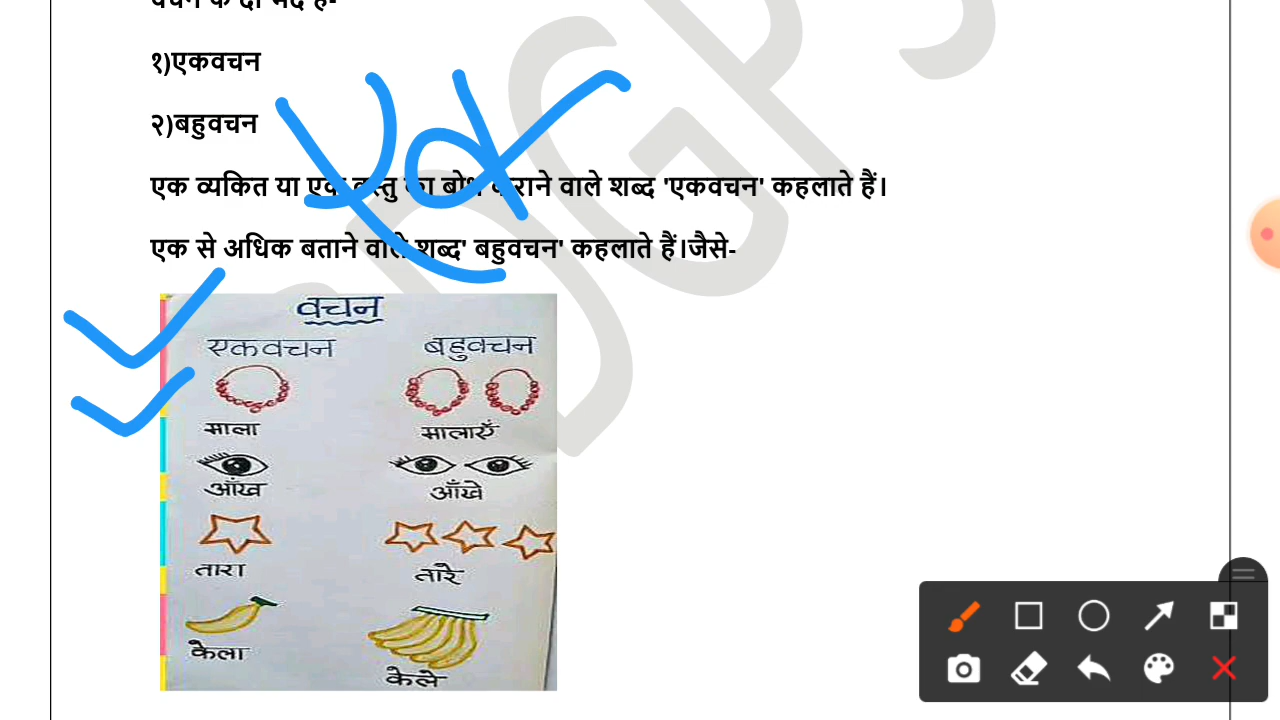 वचन के दो भेद हैं-
१)एकवचन
२)बहुवचन
एक व्यकित या एक वस्तु का बोध कराने वाले शब्द 'एकवचन' कहलाते हैं।
एक से अधिक बताने वाले शब्द' बहुवचन' कहलाते हैं।जैसे-
वचन
एकवचन बहुवचन
माला मालाएँ
आँख आँखे
तारा तारे
केला केले